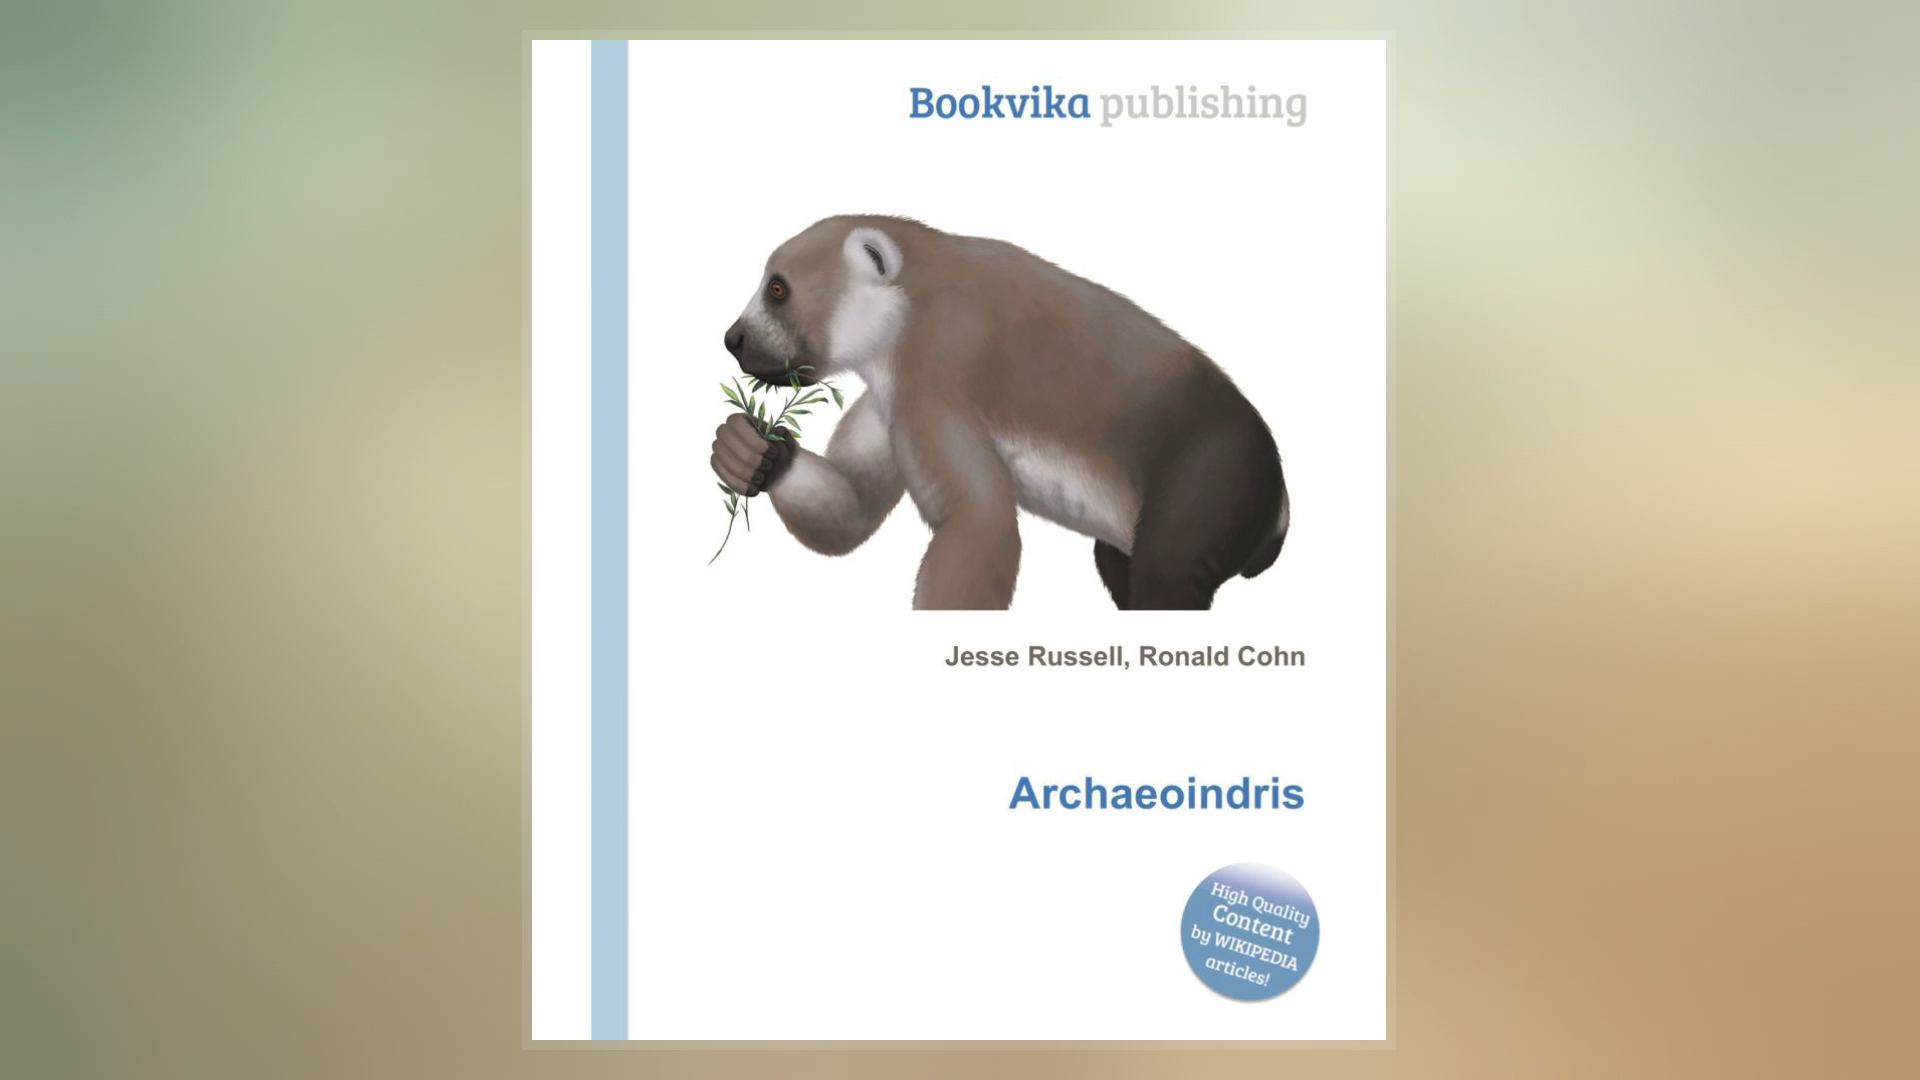 Bookvika publishing
Jesse Russell, Ronald Cohn
Archaeoindris
High Quality
Content
by WIKIPEDIA
articles!